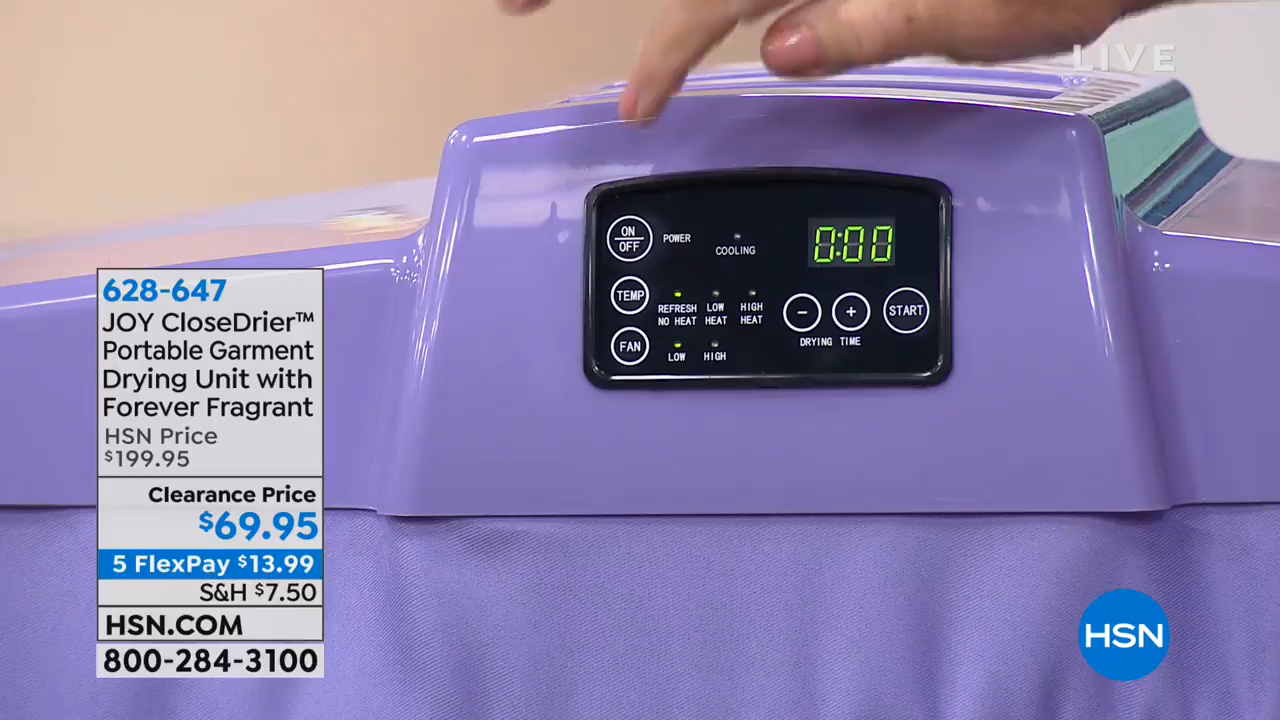 LIVE
ON
OFF
POWER
COOLING
0:00
TEMP
REFRESH
NO HEAT
LOW
HEAT
HIGH
HEAT
-
+
START
DRYING TIME
FAN
LOW
HIGH
628-647
JOY CloseDrier™
Portable Garment
Drying Unit with
Forever Fragrant
HSN Price
$199.95
Clearance Price
$69.95
5 FlexPay $13.99
S&H $7.50
HSN.COM
800-284-3100
HSN